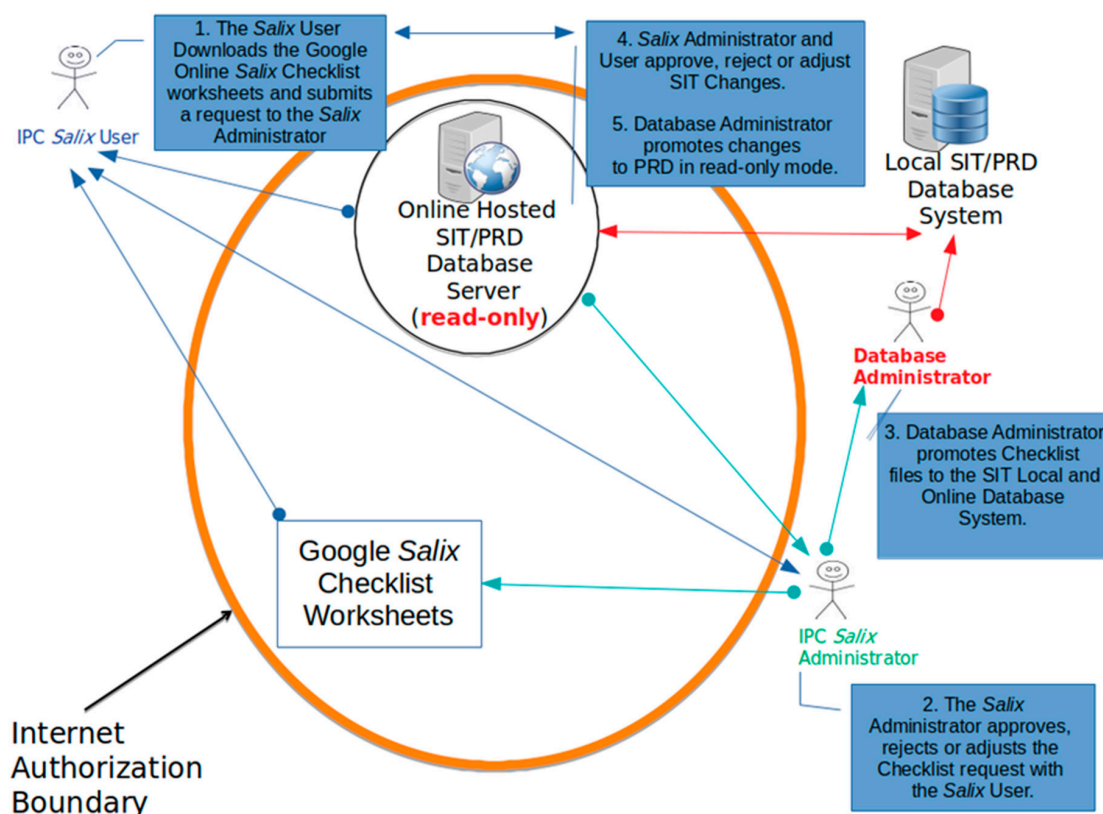 1. The Salix User
Downloads the Google
Online Salix Checklist
worksheets and submits
a request to the Salix
Administrator
4. Salix Administrator and
User approve, reject or adjust
SIT Changes.
5. Database Administrator
promotes changes
to PRD in read-only mode.
IPC Salix User
Online Hosted
SIT/PRD
Database
Server
(read-only)
Local SIT/PRD
Database
System
Database
Administrator
3. Database Administrator
promotes Checklist
files to the SIT Local and
Online Database
System.
Google Salix
Checklist
Worksheets
IPC Salix
Administrator
2. The Salix
Administrator approves,
rejects or adjusts the
Checklist request with
the Salix User.
Internet
Authorization
Boundary